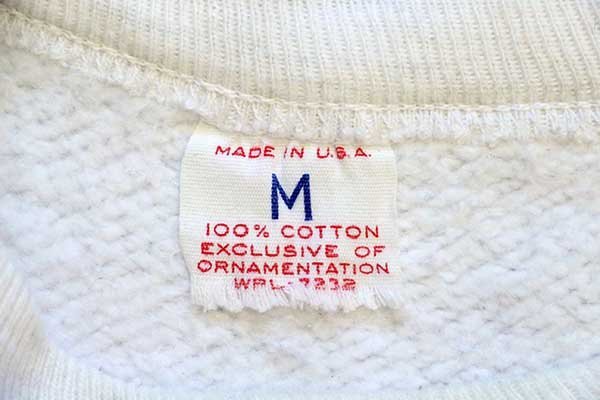 MADE IN U.S.A.
M
100% COTTON
EXCLUSIVE OF
ORNAMENTATION
WPL-7232